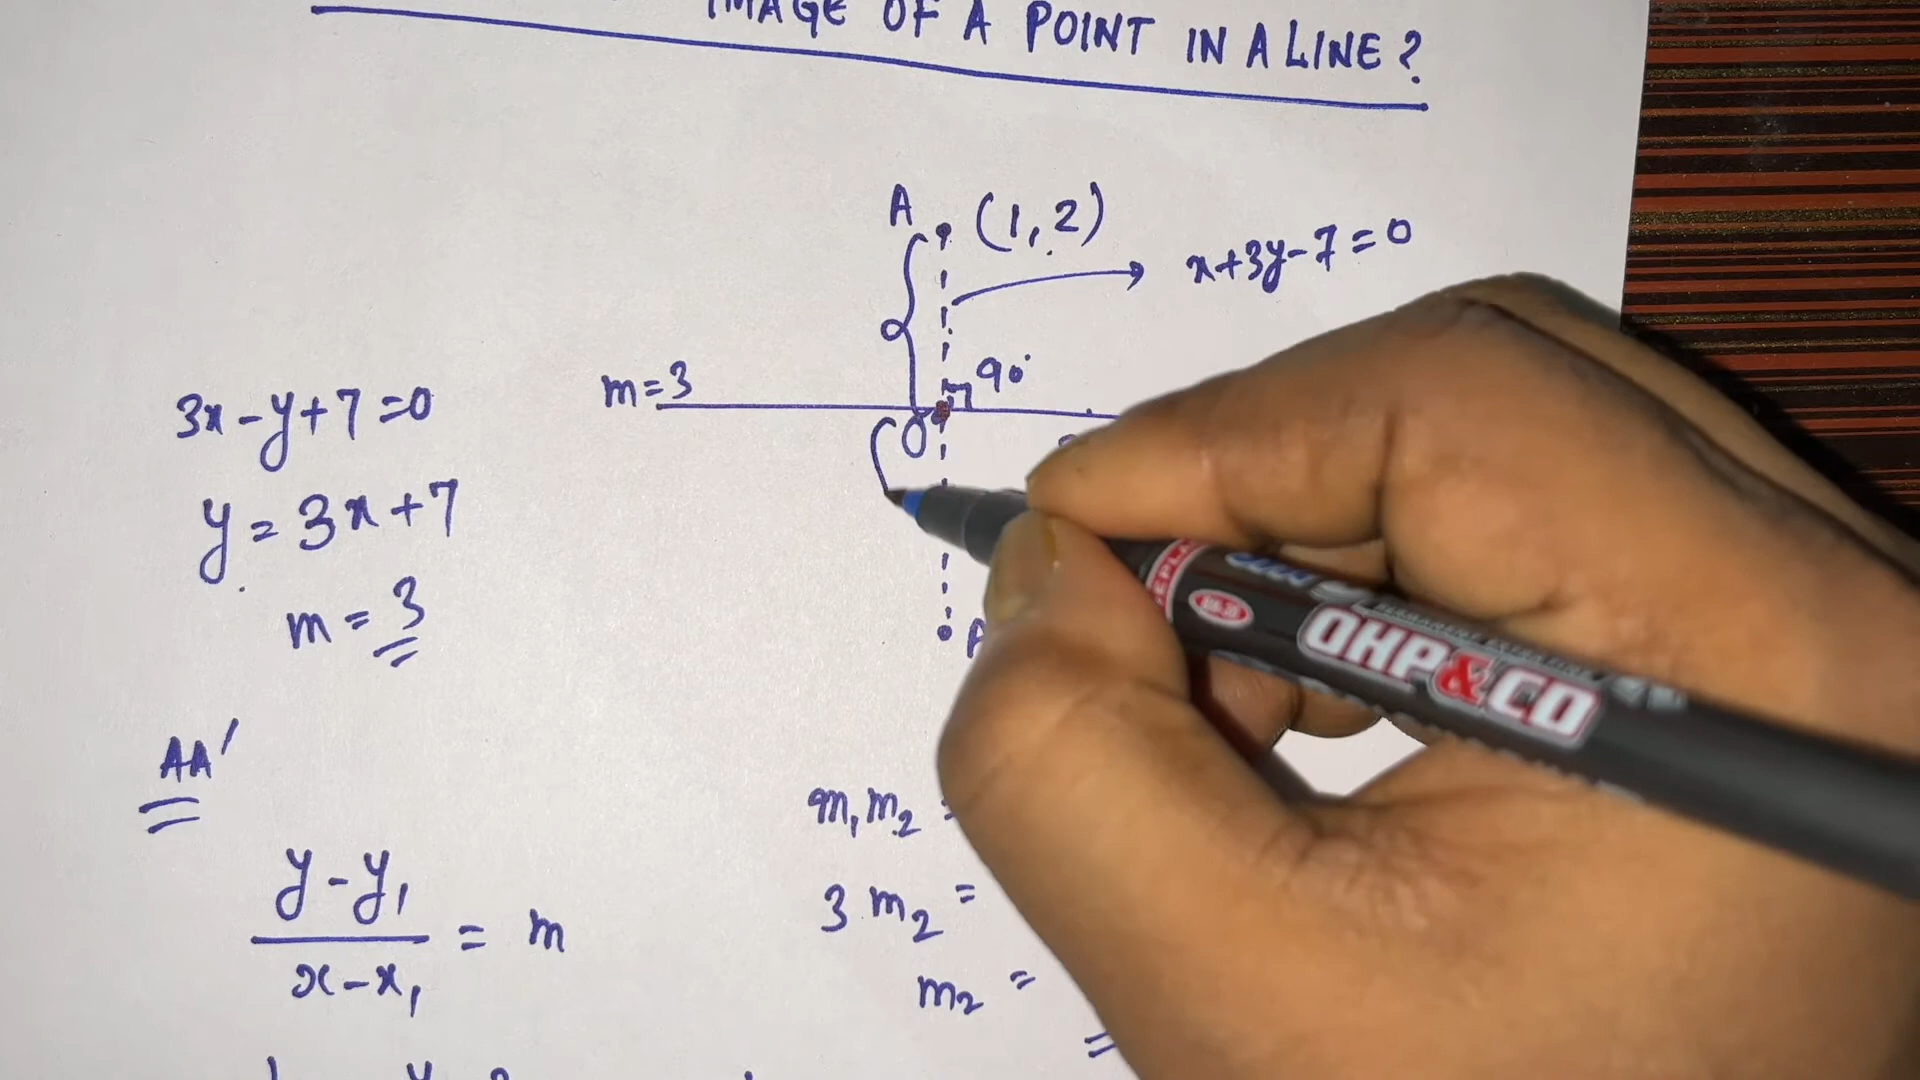 IMAGE OF A POINT IN A LINE ?
A (1, 2)
x+3y-7=0
90°
m=3
O
3x-y+7=0
y=3x+7
m=3
AA'
y-y₁
x-x₁
= m
m₁m₂
3m₂ =
m₂ =
OHP&CO